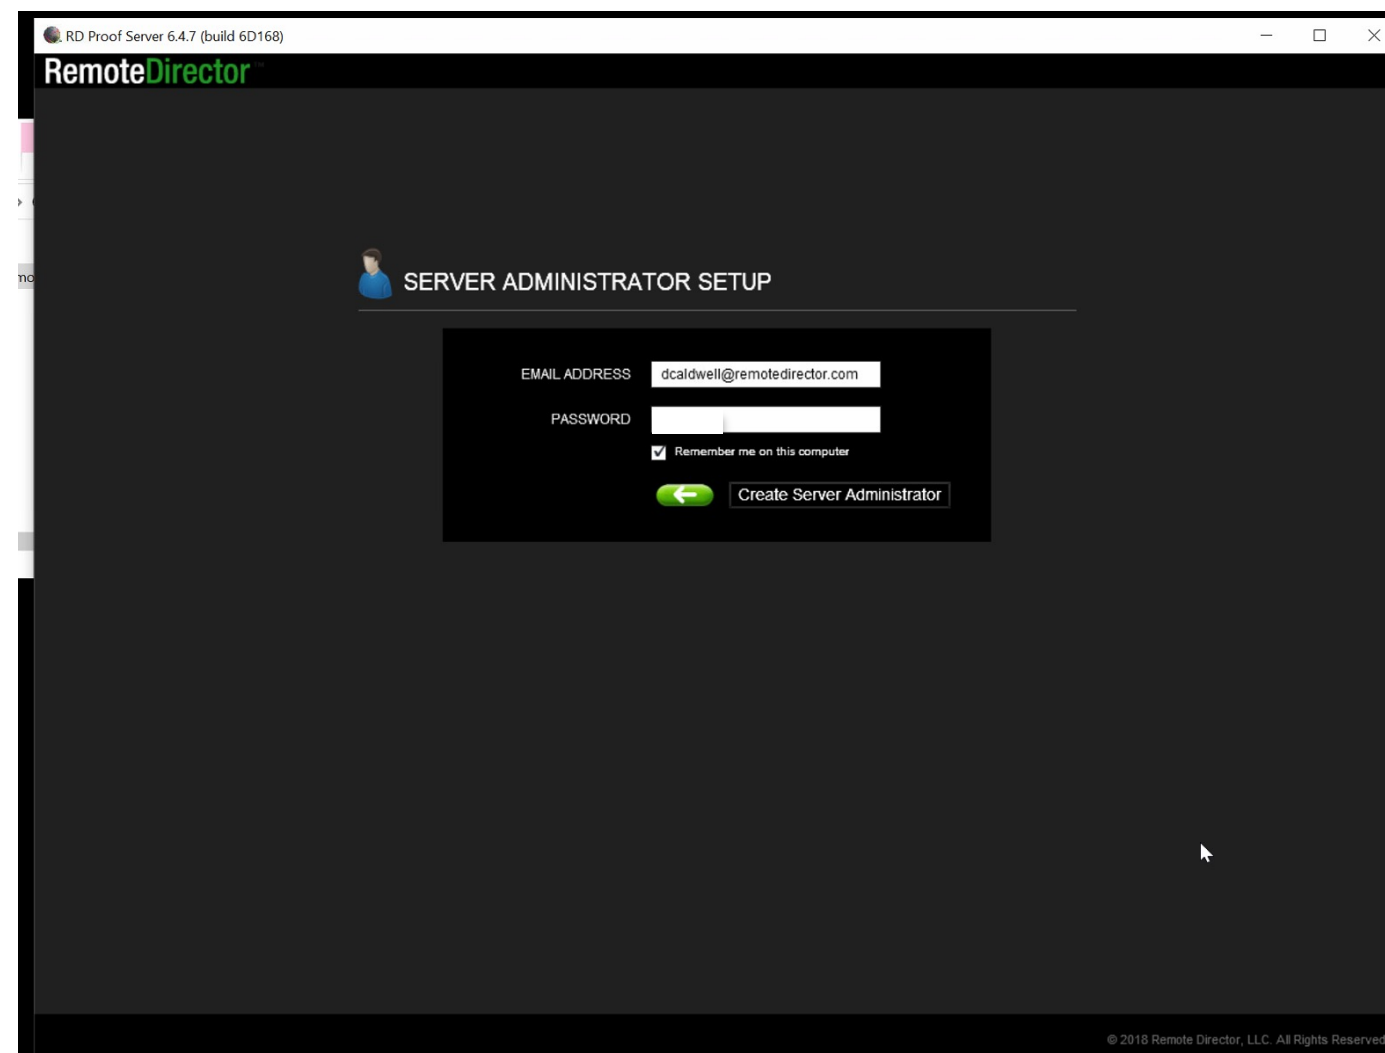 RD Proof Server 6.4.7 (build 6D168)
RemoteDirector™
SERVER ADMINISTRATOR SETUP
EMAIL ADDRESS dcaldwell@remotedirector.com
PASSWORD
Remember me on this computer
Create Server Administrator
© 2018 Remote Director, LLC. All Rights Reserved